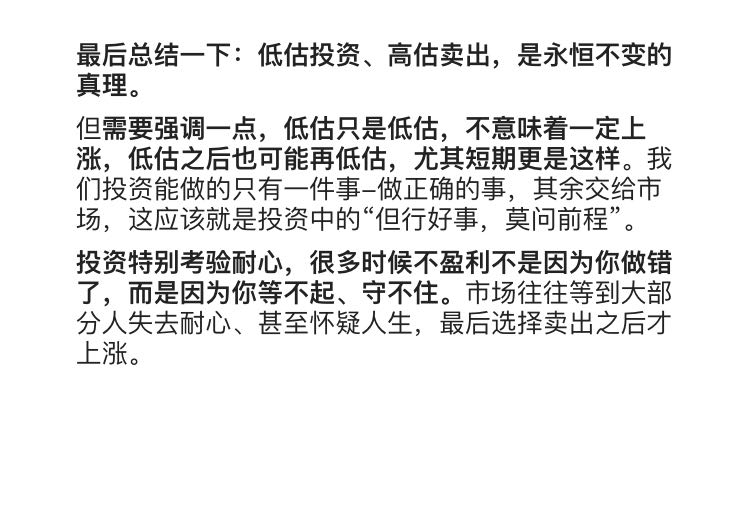 最后总结一下：低估投资、高估卖出，是永恒不变的
真理。
但需要强调一点，低估只是低估，不意味着一定上
涨，低估之后也可能再低估，尤其短期更是这样。我
们投资能做的只有一件事–做正确的事，其余交给市
场，这应该就是投资中的“但行好事，莫问前程”。
投资特别考验耐心，很多时候不盈利不是因为你做错
了，而是因为你等不起、守不住。市场往往等到大部
分人失去耐心、甚至怀疑人生，最后选择卖出之后才
上涨。